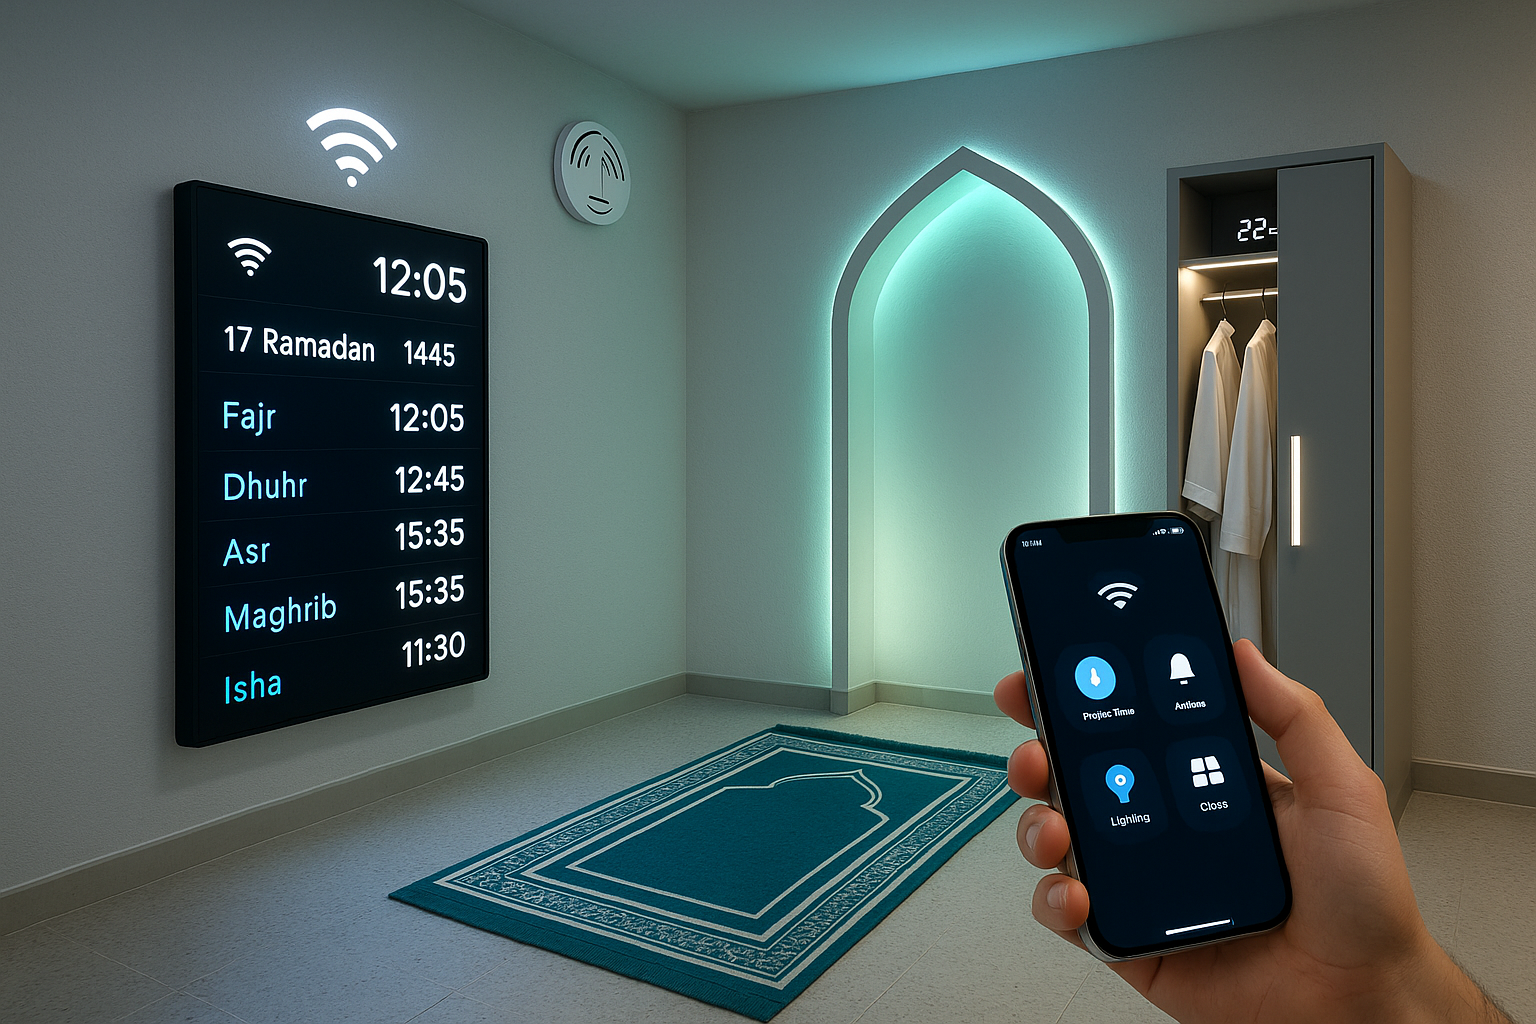 12:05
17 Ramadan 1445
Fajr 12:05
Dhuhr 12:45
Asr 15:35
Maghrib 15:35
Isha 11:30
22
Projec Time
Antions
Lighling
Closs